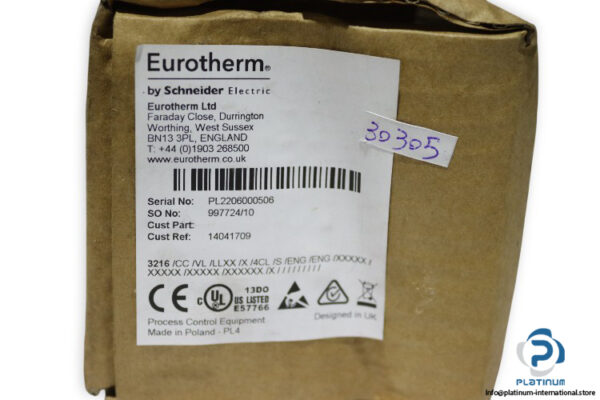 Eurotherm®
by Schneider Electric
Eurotherm Ltd
Faraday Close, Durrington
Worthing, West Sussex
BN13 3PL, ENGLAND
T: +44 (0)1903 268500
www.eurotherm.co.uk
30305
Serial No: PL2206000506
SO No: 997724/10
Cust Part:
Cust Ref: 14041709
3216 /CC /VL /LLXX /X /4CL /S /ENG /ENG /XXXXX /
XXXXX /XXXXX /XXXXXX /X / / / / / / / / /
CE
c UL US LISTED
13DO
E57766
Process Control Equipment
Made in Poland - PL4
Designed in UK
PLATINUM
info@platinum-international.store